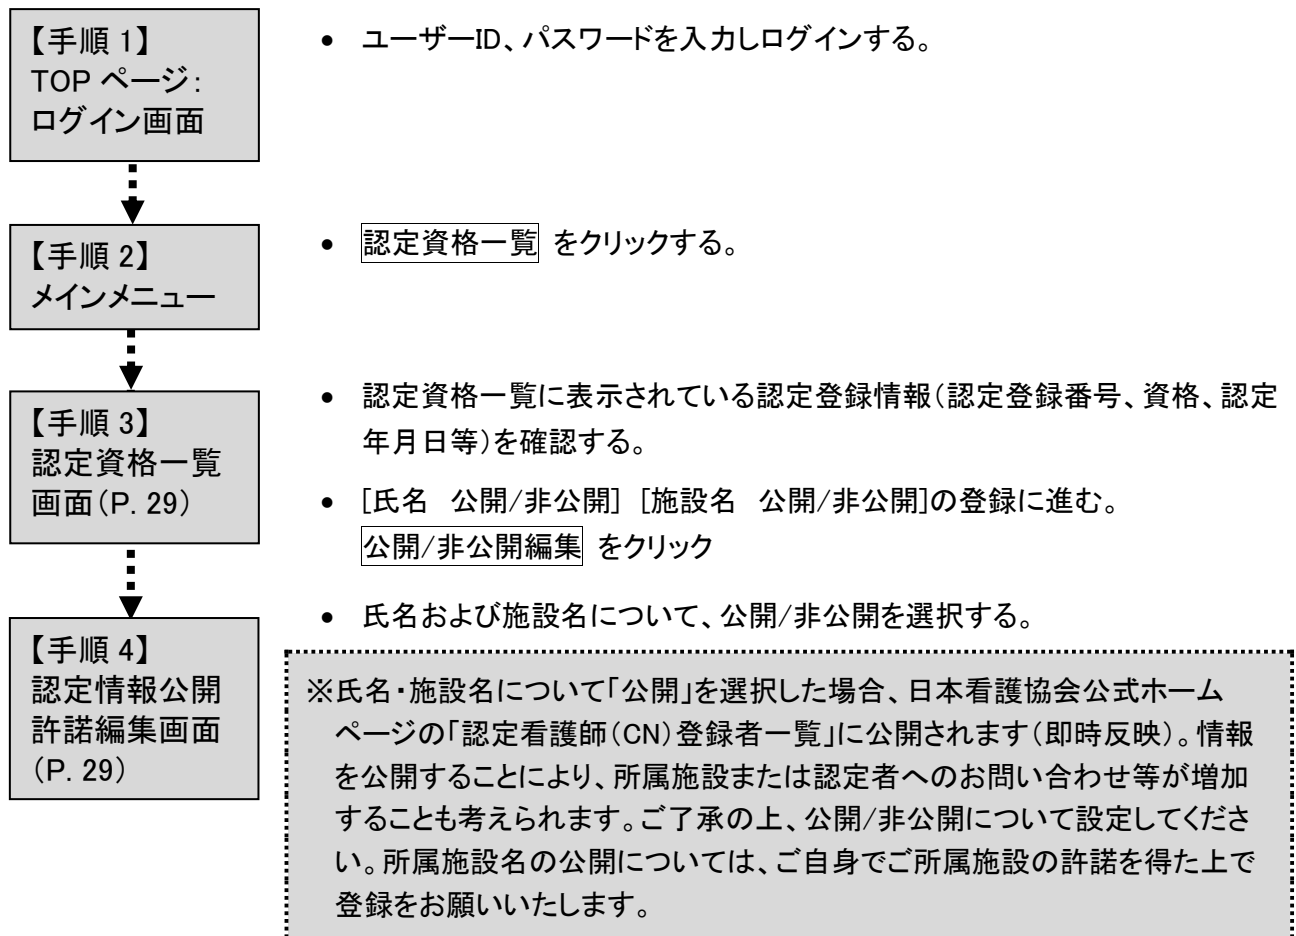 【手順 1】
TOP ページ：
ログイン画面
• ユーザーID、パスワードを入力しログインする。
【手順 2】
メインメニュー
• 認定資格一覧 をクリックする。
【手順 3】
認定資格一覧
画面（P. 29）
• 認定資格一覧に表示されている認定登録情報（認定登録番号、資格、認定
年月日等）を確認する。
• [氏名　公開/非公開] [施設名　公開/非公開]の登録に進む。
公開/非公開編集 をクリック
【手順 4】
認定情報公開
許諾編集画面
（P. 29）
• 氏名および施設名について、公開/非公開を選択する。
※氏名・施設名について「公開」を選択した場合、日本看護協会公式ホーム
ページの「認定看護師（CN）登録者一覧」に公開されます（即時反映）。情報
を公開することにより、所属施設または認定者へのお問い合わせ等が増加
することも考えられます。ご了承の上、公開/非公開について設定してくださ
い。所属施設名の公開については、ご自身でご所属施設の許諾を得た上で
登録をお願いいたします。